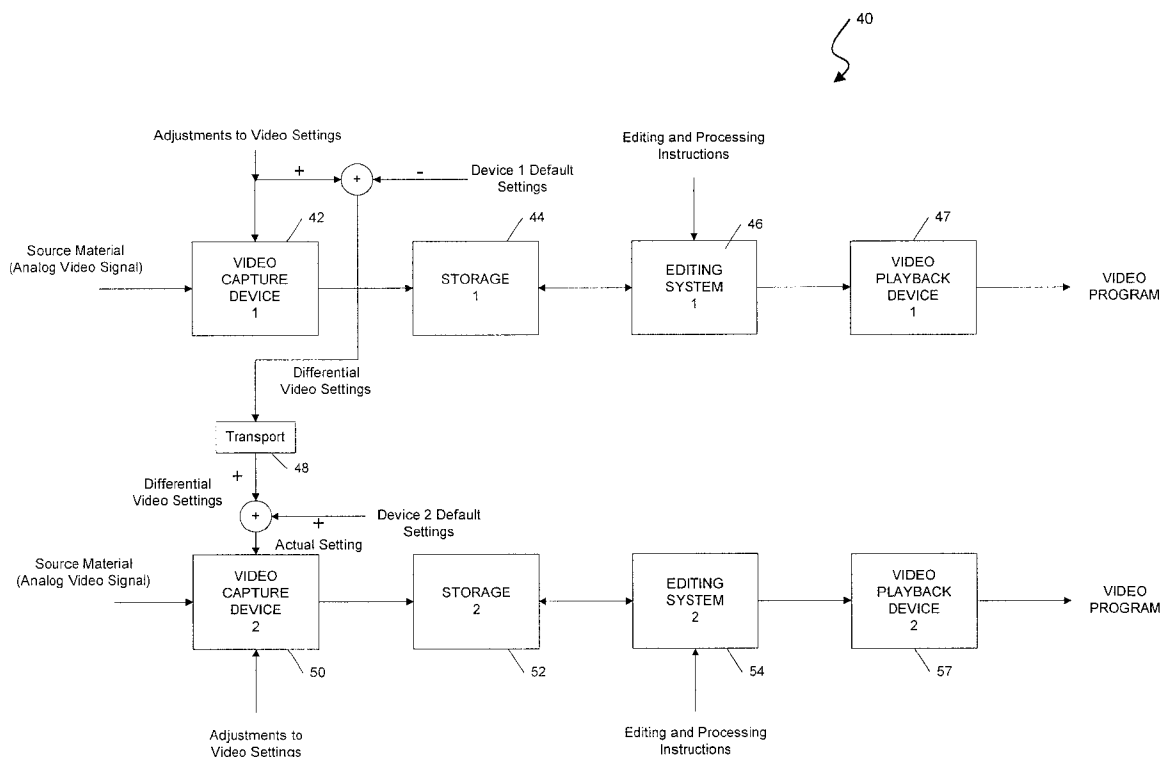 40
Adjustments to Video Settings
Editing and Processing
Instructions
+
+
-
Device 1 Default
Settings
42
44
46
47
Source Material
(Analog Video Signal)
VIDEO
CAPTURE
DEVICE
1
STORAGE
1
EDITING
SYSTEM
1
VIDEO
PLAYBACK
DEVICE
1
VIDEO
PROGRAM
Differential
Video Settings
Transport
48
+
Differential
Video Settings
+
+
Device 2 Default
Settings
Actual Setting
Source Material
(Analog Video Signal)
VIDEO
CAPTURE
DEVICE
2
STORAGE
2
EDITING
SYSTEM
2
VIDEO
PLAYBACK
DEVICE
2
VIDEO
PROGRAM
50
52
54
57
Adjustments to
Video Settings
Editing and Processing
Instructions